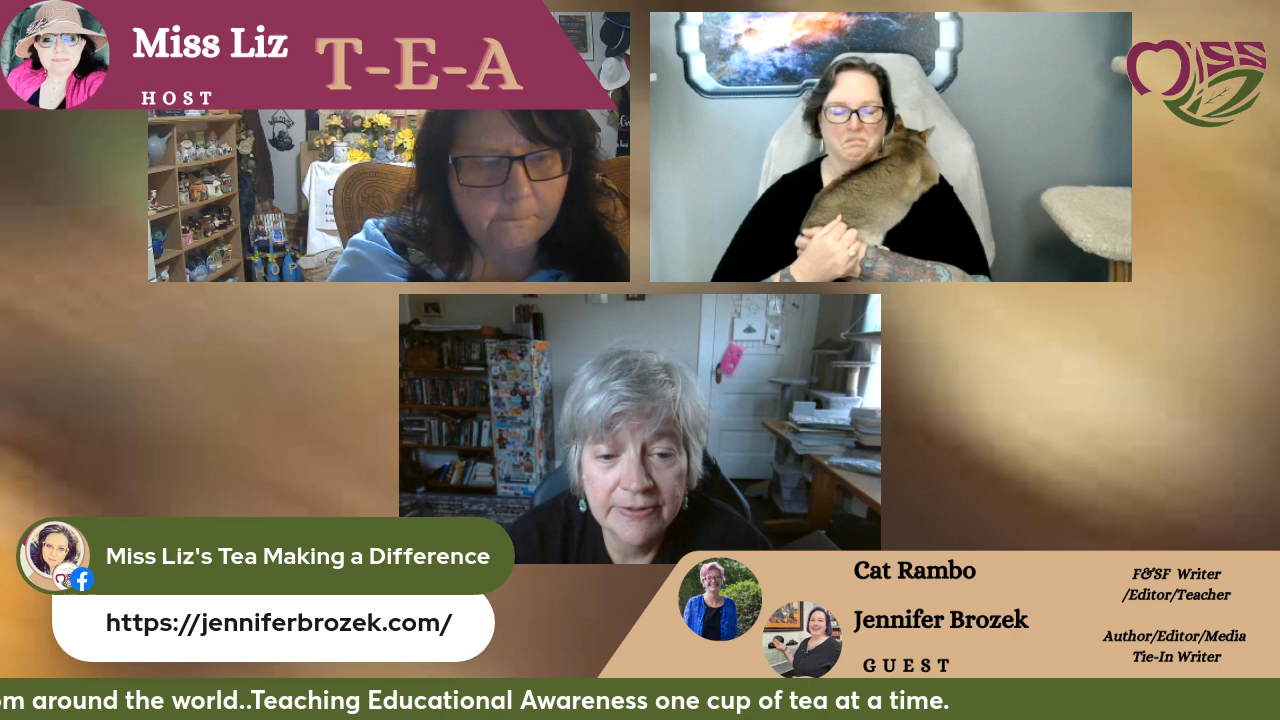 Miss Liz
T-E-A
HOST
MISS
HOP
Miss Liz's Tea Making a Difference
https://jenniferbrozek.com/
Cat Rambo
F&SF Writer
/Editor/Teacher
Jennifer Brozek
Author/Editor/Media
Tie-In Writer
GUEST
om around the world..Teaching Educational Awareness one cup of tea at a time.